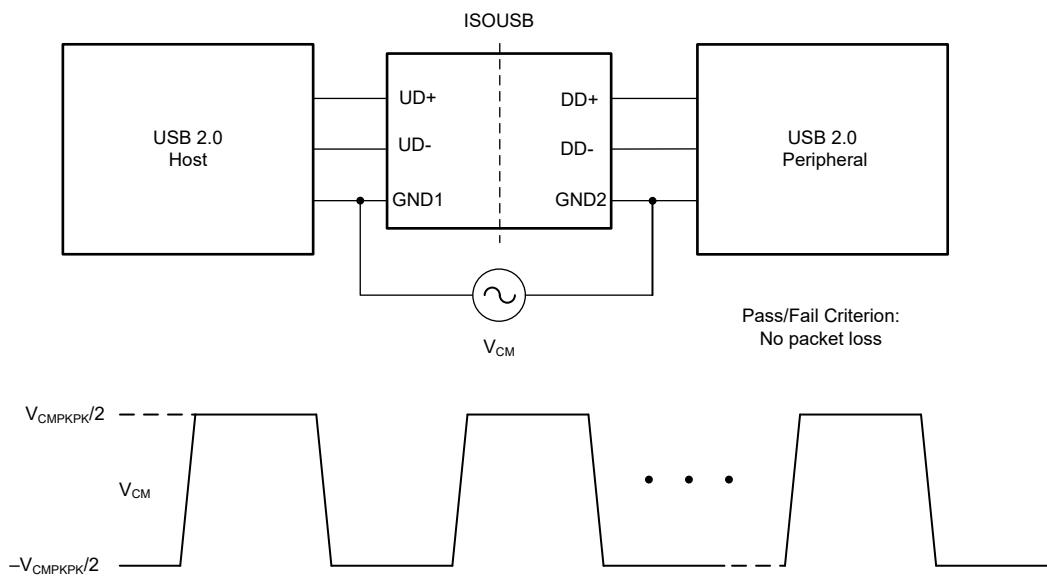 ISOUSB
USB 2.0
Host
UD+
UD-
GND1
DD+
DD-
GND2
USB 2.0
Peripheral
V_CM
Pass/Fail Criterion:
No packet loss
V_CMPKPK/2
V_CM
–V_CMPKPK/2